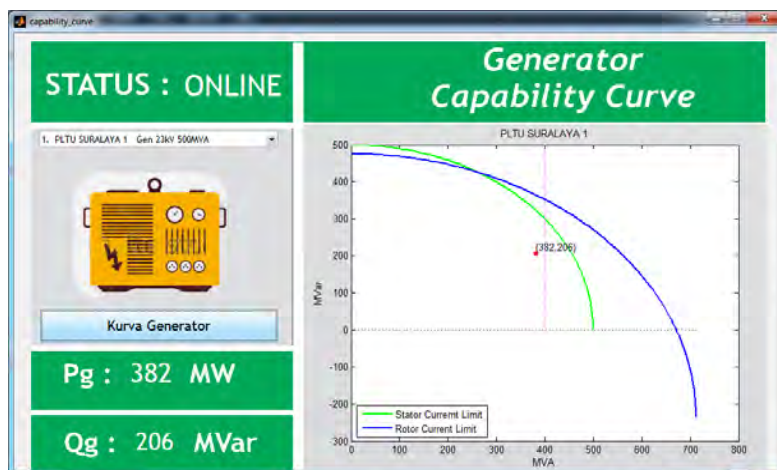 capability_curve
STATUS : ONLINE
Generator
Capability Curve
1. PLTU SURALAYA 1 Gen 23kV 500MVA
Kurva Generator
Pg : 382 MW
Qg : 206 MVar
PLTU SURALAYA 1
500
400
300
200
100
0
-100
-200
-300
MVar
(382,206)
Stator Curremt Limit
Rotor Current Limit
0 100 200 300 400 500 600 700 800
MVA